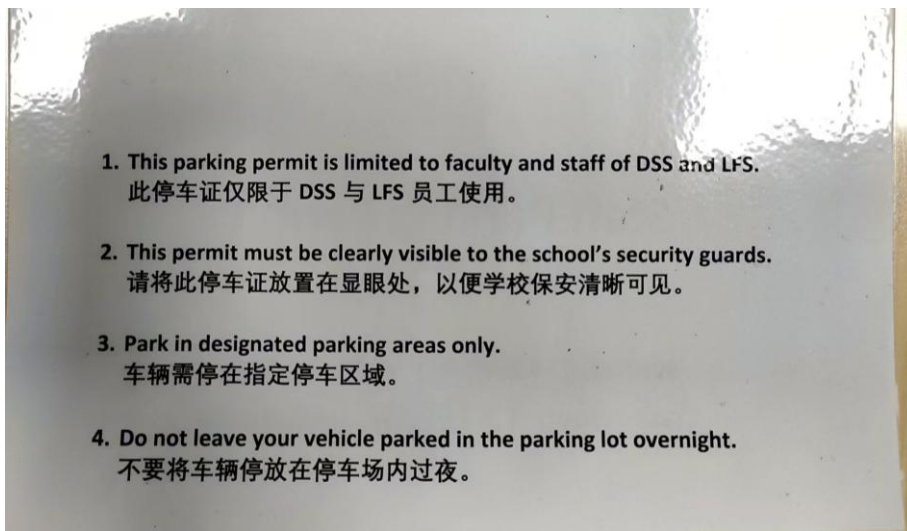 1. This parking permit is limited to faculty and staff of DSS and LFS.
此停车证仅限于 DSS 与 LFS 员工使用。
2. This permit must be clearly visible to the school’s security guards.
请将此停车证放置在显眼处，以便学校保安清晰可见。
3. Park in designated parking areas only.
车辆需停在指定停车区域。
4. Do not leave your vehicle parked in the parking lot overnight.
不要将车辆停放在停车场内过夜。